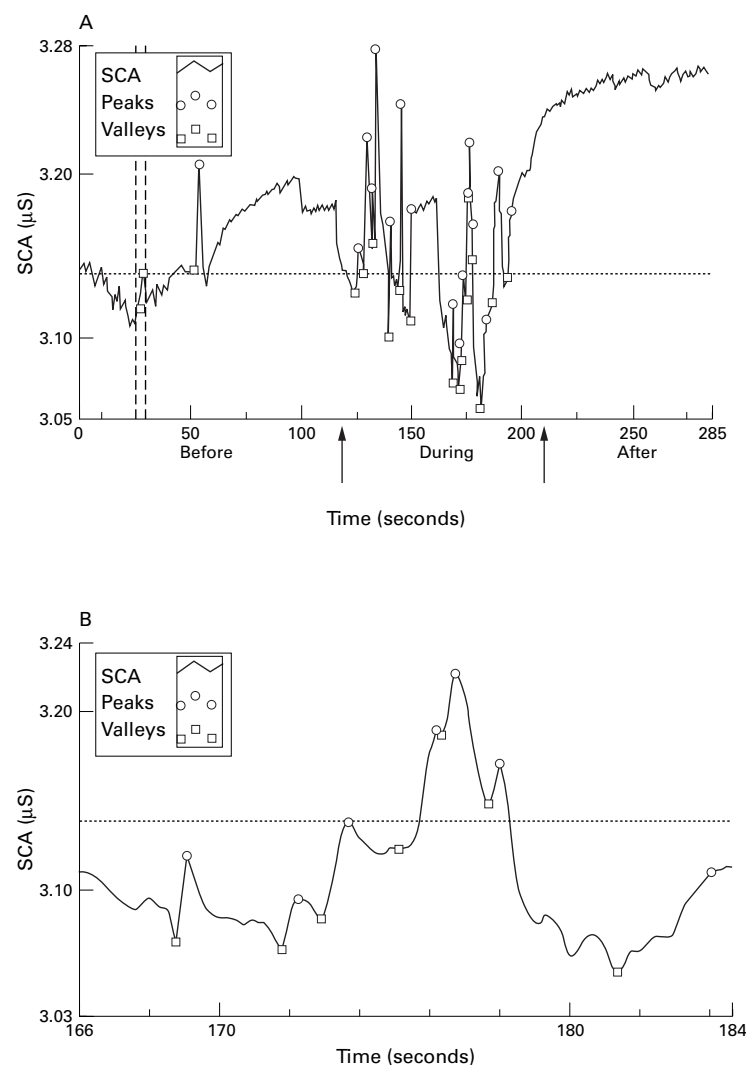 A
3.28
SCA
Peaks
Valleys
3.20
SCA (µS)
3.10
3.05
0 50 100 150 200 250 285
Before During After
Time (seconds)
B
3.24
SCA
Peaks
Valleys
3.20
SCA (µS)
3.10
3.03
166 170 180 184
Time (seconds)